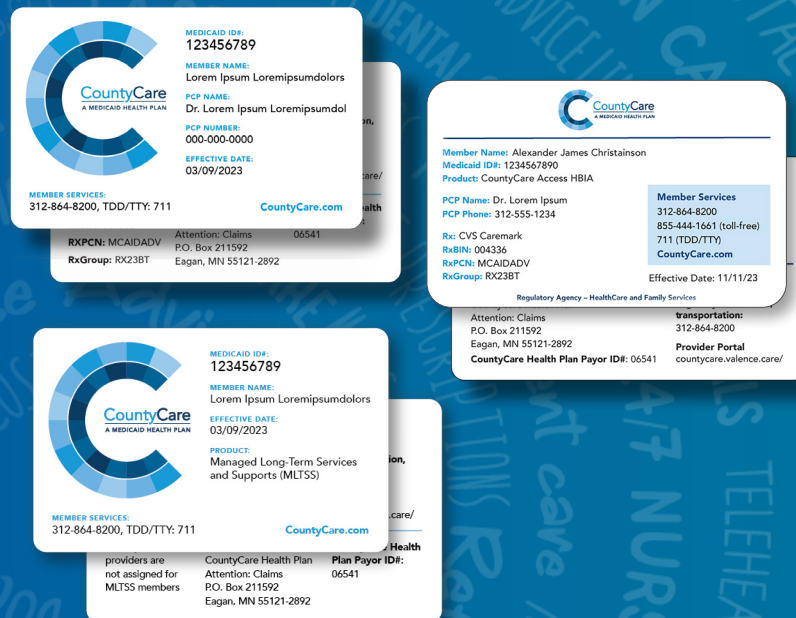 CountyCare
A MEDICAID HEALTH PLAN
MEDICAID ID#:
123456789
MEMBER NAME:
Lorem Ipsum Loremipsumdolors
PCP NAME:
Dr. Lorem Ipsum Loremipsumdol
PCP NUMBER:
000-000-0000
EFFECTIVE DATE:
03/09/2023
MEMBER SERVICES:
312-864-8200, TDD/TTY: 711
CountyCare.com
RXPCN: MCAIDADV
RxGroup: RX23BT
Attention: Claims
P.O. Box 211592
Eagan, MN 55121-2892
06541
CountyCare
A MEDICAID HEALTH PLAN
Member Name: Alexander James Christainson
Medicaid ID#: 1234567890
Product: CountyCare Access HBIA
PCP Name: Dr. Lorem Ipsum
PCP Phone: 312-555-1234
Rx: CVS Caremark
RxBIN: 004336
RxPCN: MCAIDADV
RxGroup: RX23BT
Member Services
312-864-8200
855-444-1661 (toll-free)
711 (TDD/TTY)
CountyCare.com
Effective Date: 11/11/23
Regulatory Agency – HealthCare and Family Services
Attention: Claims
P.O. Box 211592
Eagan, MN 55121-2892
CountyCare Health Plan Payor ID#: 06541
transportation:
312-864-8200
Provider Portal
countycare.valence.care/
CountyCare
A MEDICAID HEALTH PLAN
MEDICAID ID#:
123456789
MEMBER NAME:
Lorem Ipsum Loremipsumdolors
EFFECTIVE DATE:
03/09/2023
PRODUCT:
Managed Long-Term Services
and Supports (MLTSS)
MEMBER SERVICES:
312-864-8200, TDD/TTY: 711
CountyCare.com
providers are
not assigned for
MLTSS members
CountyCare Health Plan
Attention: Claims
P.O. Box 211592
Eagan, MN 55121-2892
Health
Plan Payor ID#:
06541